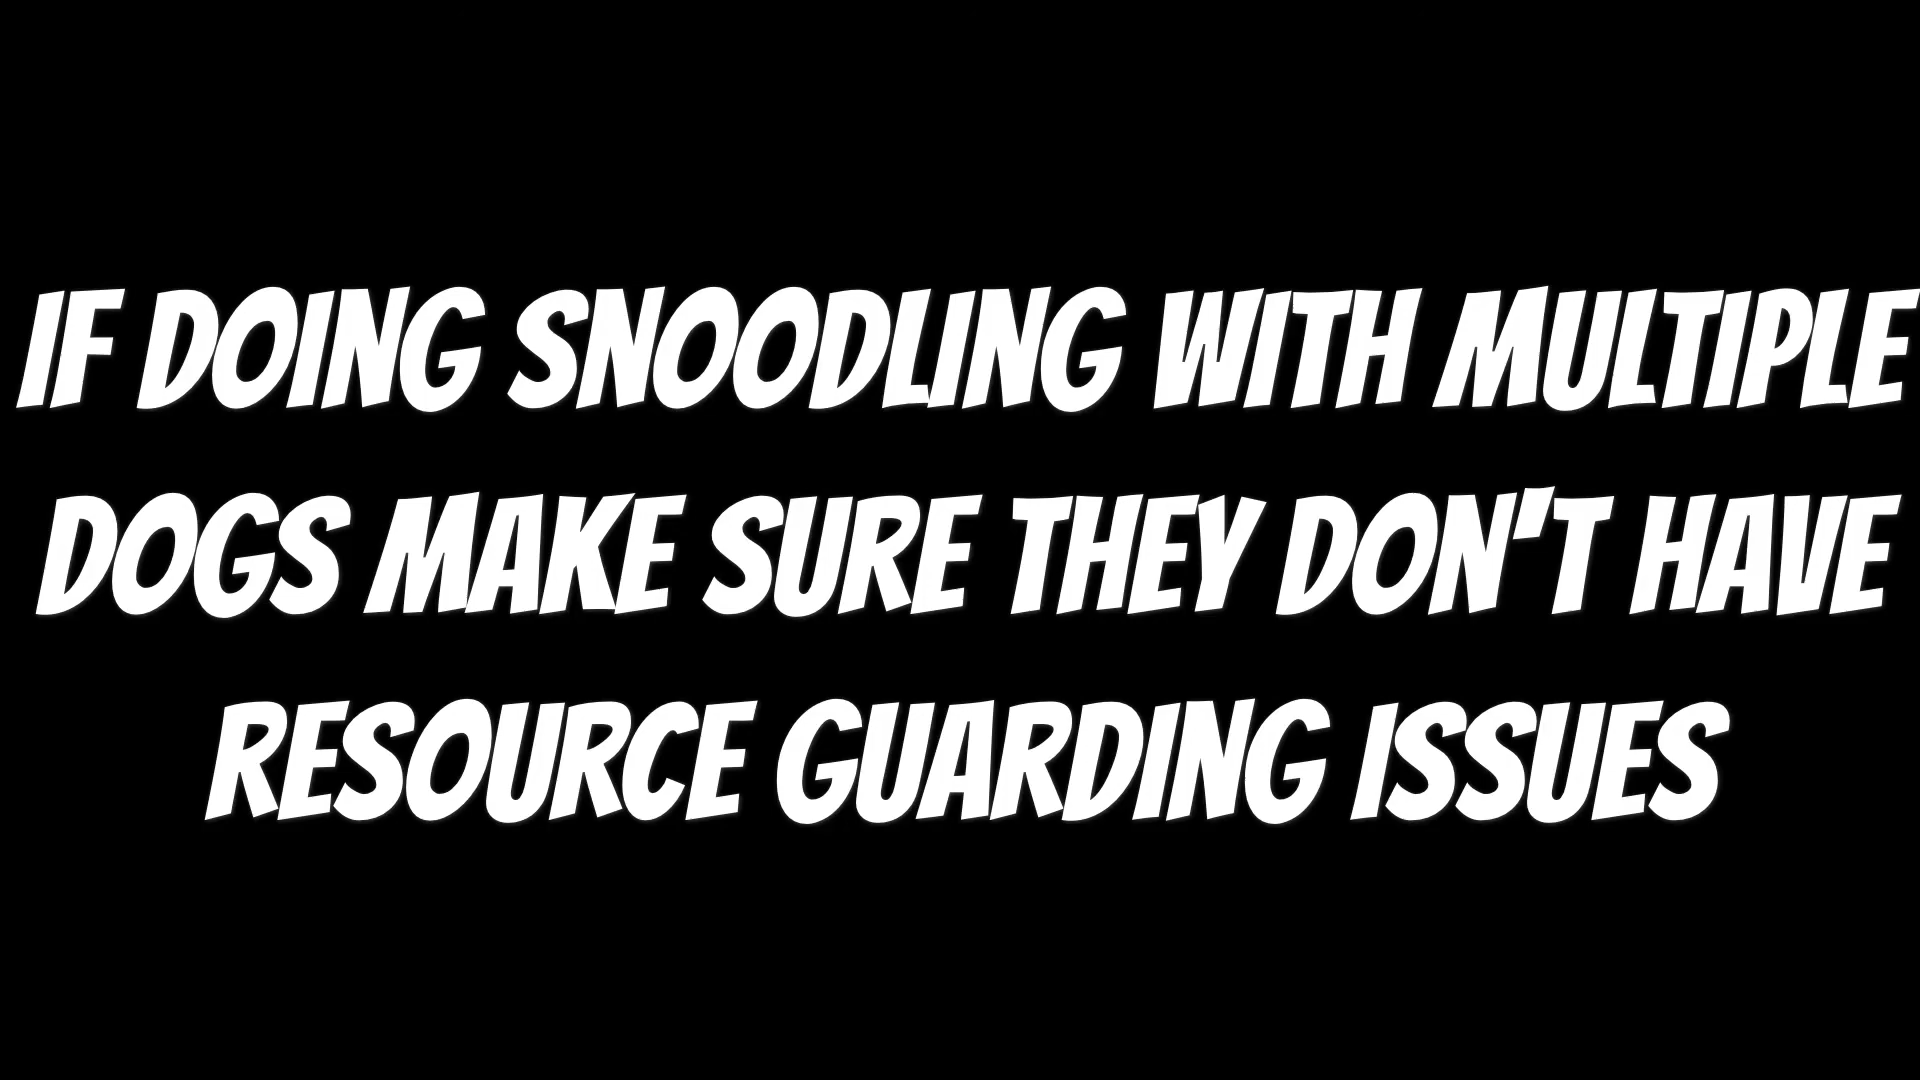 IF DOING SNOODLING WITH MULTIPLE
DOGS MAKE SURE THEY DON'T HAVE
RESOURCE GUARDING ISSUES